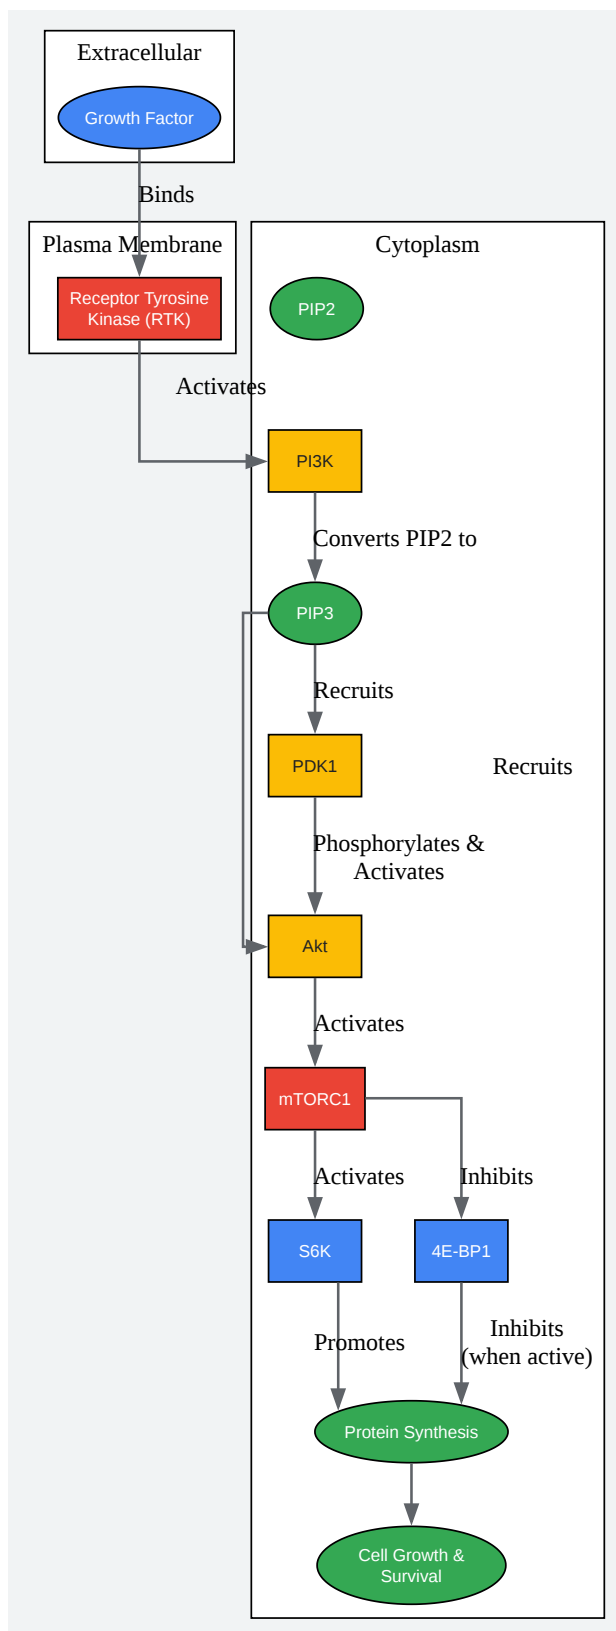 Extracellular
Growth Factor
Binds
Plasma Membrane
Cytoplasm
Receptor Tyrosine
Kinase (RTK)
PIP2
Activates
PI3K
Converts PIP2 to
PIP3
Recruits
PDK1
Recruits
Phosphorylates &
Activates
Akt
Activates
mTORC1
Activates
Inhibits
S6K
4E-BP1
Promotes
Inhibits
(when active)
Protein Synthesis
Cell Growth &
Survival